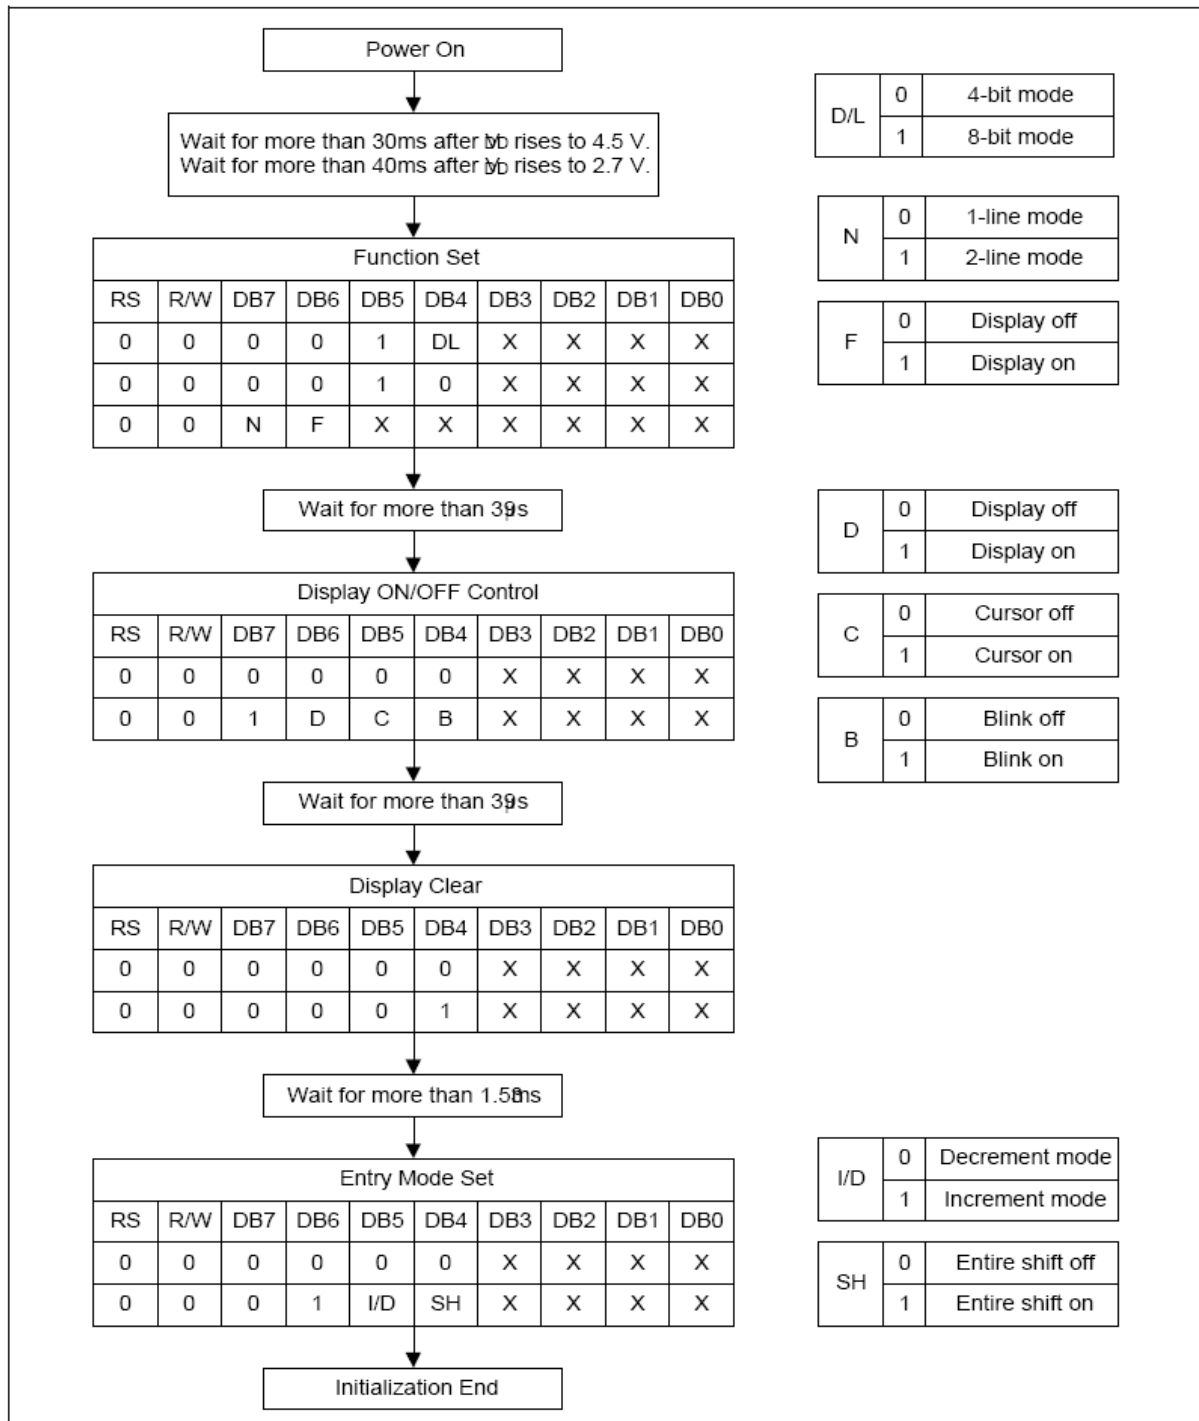 Power On
Wait for more than 30ms after VDD rises to 4.5 V.
Wait for more than 40ms after VDD rises to 2.7 V.
Function Set
RS R/W DB7 DB6 DB5 DB4 DB3 DB2 DB1 DB0
0 0 0 0 1 DL X X X X
0 0 0 0 1 0 X X X X
0 0 N F X X X X X X
Wait for more than 39µs
Display ON/OFF Control
RS R/W DB7 DB6 DB5 DB4 DB3 DB2 DB1 DB0
0 0 0 0 0 0 X X X X
0 0 1 D C B X X X X
Wait for more than 39µs
Display Clear
RS R/W DB7 DB6 DB5 DB4 DB3 DB2 DB1 DB0
0 0 0 0 0 0 X X X X
0 0 0 0 0 1 X X X X
Wait for more than 1.53ms
Entry Mode Set
RS R/W DB7 DB6 DB5 DB4 DB3 DB2 DB1 DB0
0 0 0 0 0 0 X X X X
0 0 0 1 I/D SH X X X X
Initialization End
D/L
0 4-bit mode
1 8-bit mode
N
0 1-line mode
1 2-line mode
F
0 Display off
1 Display on
D
0 Display off
1 Display on
C
0 Cursor off
1 Cursor on
B
0 Blink off
1 Blink on
I/D
0 Decrement mode
1 Increment mode
SH
0 Entire shift off
1 Entire shift on